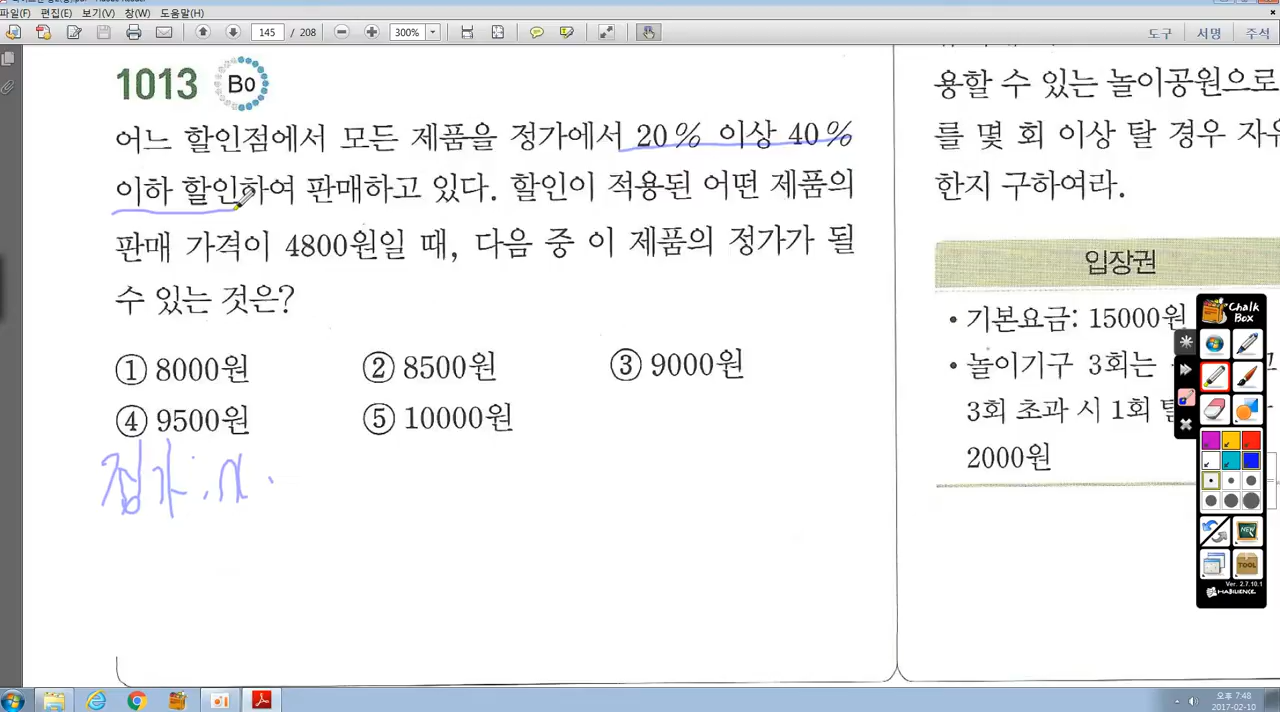 파일(F) 편집(E) 보기(V) 창(W) 도움말(H)
145 / 208 300% 도구 서명 주석
1013 B0
어느 할인점에서 모든 제품을 정가에서 20% 이상 40%
이하 할인하여 판매하고 있다. 할인이 적용된 어떤 제품의
판매 가격이 4800원일 때, 다음 중 이 제품의 정가가 될
수 있는 것은?
① 8000원 ② 8500원 ③ 9000원
④ 9500원 ⑤ 10000원
정가 : x
용할 수 있는 놀이공원으로
를 몇 회 이상 탈 경우 자유
한지 구하여라.
입장권
• 기본요금: 15000원
• 놀이기구 3회는
3회 초과 시 1회 탈
2000원
Chalk
Box
NEW
TOOL
Ver. 2.7.10.1
HABILIENCE
오후 7:48
2017-02-10